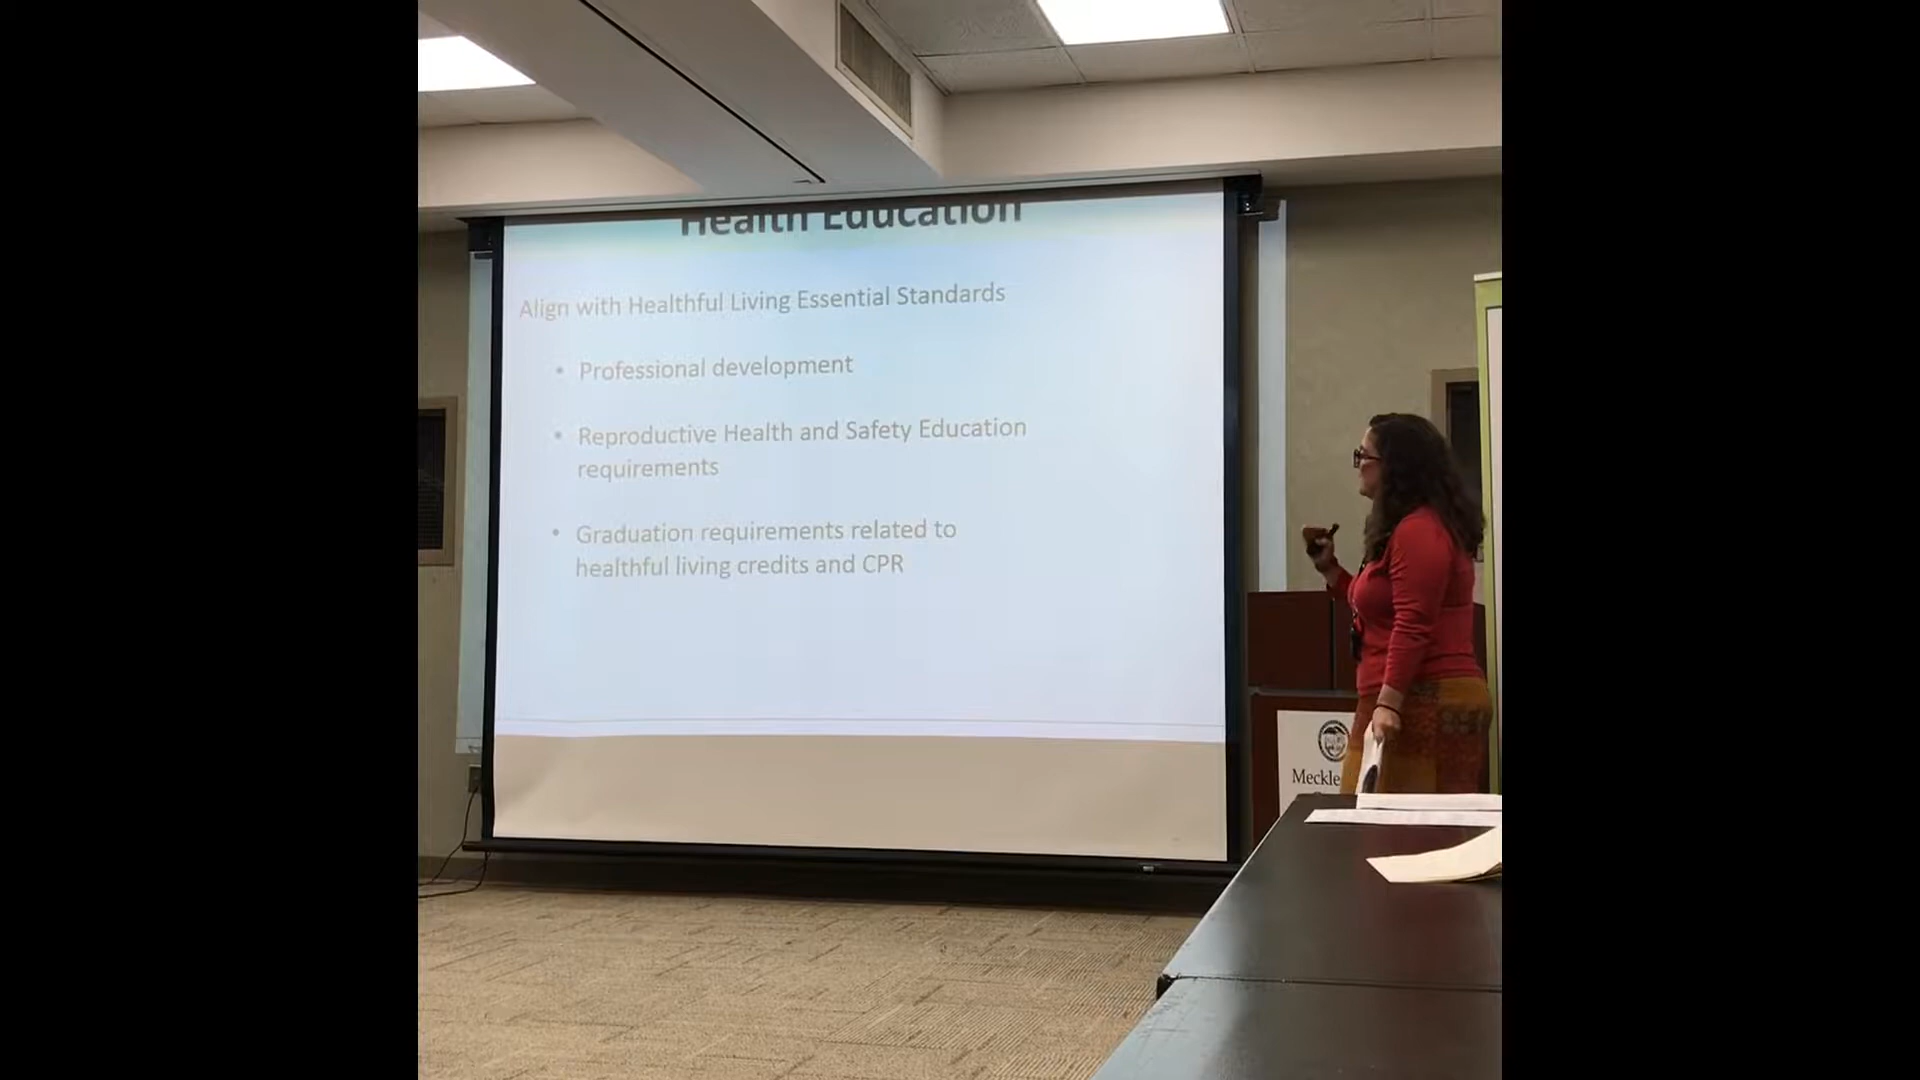 Health Education
Align with Healthful Living Essential Standards
• Professional development
• Reproductive Health and Safety Education
requirements
• Graduation requirements related to
healthful living credits and CPR
Meckle